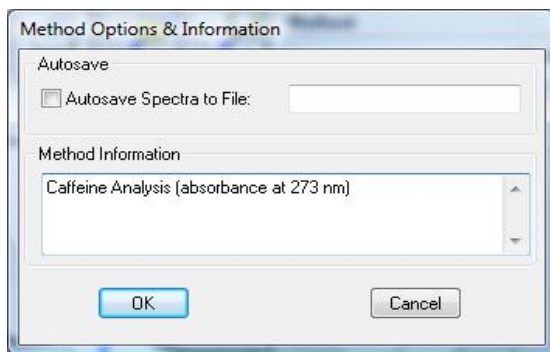 Method Options & Information
Autosave
Autosave Spectra to File:
Method Information
Caffeine Analysis (absorbance at 273 nm)
OK
Cancel